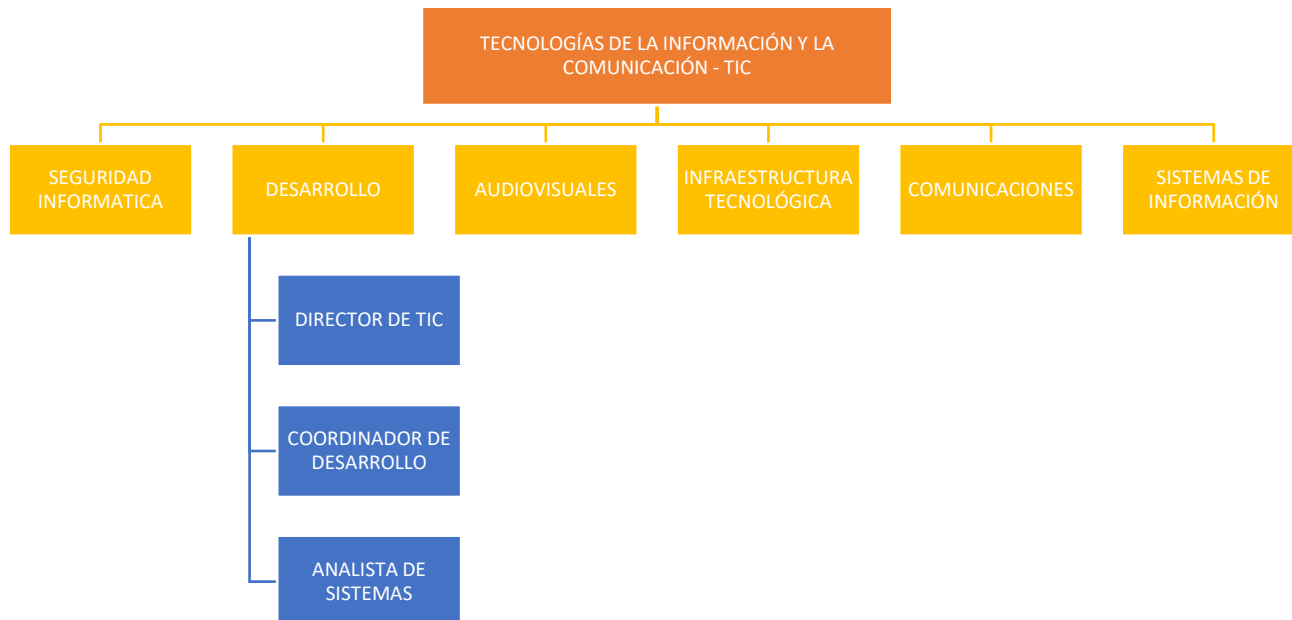 TECNOLOGÍAS DE LA INFORMACIÓN Y LA
COMUNICACIÓN - TIC
SEGURIDAD
INFORMATICA
DESARROLLO
AUDIOVISUALES
INFRAESTRUCTURA
TECNOLÓGICA
COMUNICACIONES
SISTEMAS DE
INFORMACIÓN
DIRECTOR DE TIC
COORDINADOR DE
DESARROLLO
ANALISTA DE
SISTEMAS